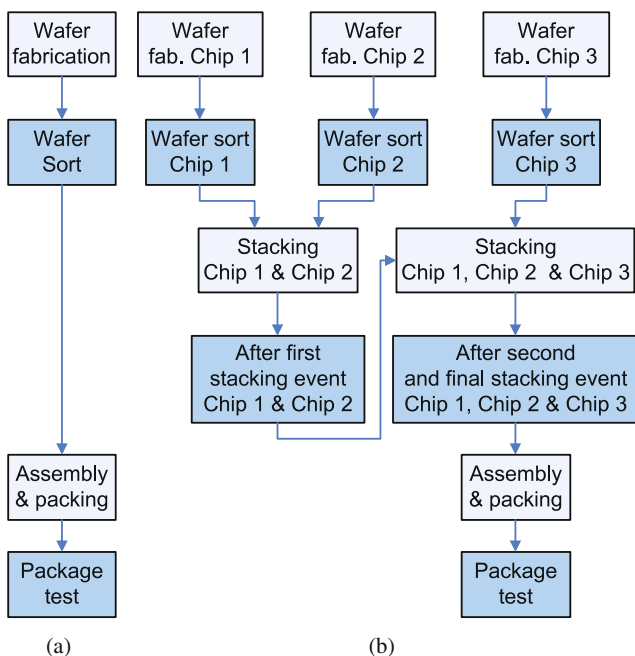 Wafer
fabrication
Wafer
fab. Chip 1
Wafer
fab. Chip 2
Wafer
fab. Chip 3
Wafer
Sort
Wafer sort
Chip 1
Wafer sort
Chip 2
Wafer sort
Chip 3
Stacking
Chip 1 & Chip 2
Stacking
Chip 1, Chip 2 & Chip 3
After first
stacking event
Chip 1 & Chip 2
After second
and final stacking event
Chip 1, Chip 2 & Chip 3
Assembly
& packing
Assembly
& packing
Package
test
Package
test
(a)
(b)